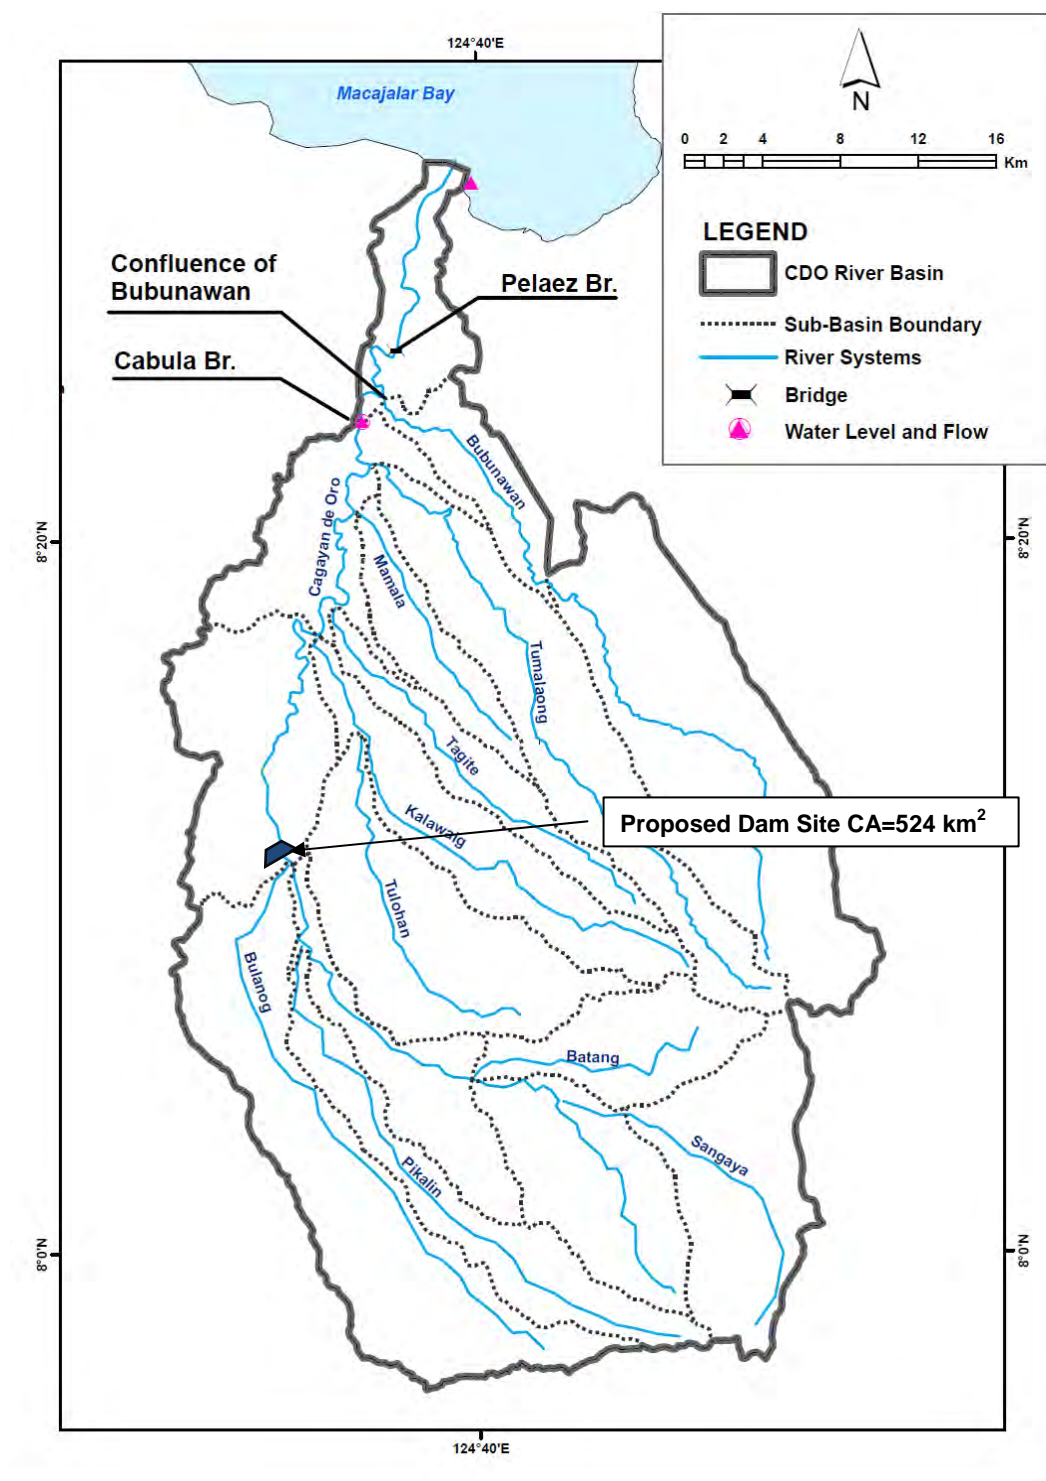 124°40'E
Macajalar Bay
N
0 2 4 8 12 16
Km
LEGEND
CDO River Basin
Sub-Basin Boundary
River Systems
Bridge
Water Level and Flow
Confluence of
Bubunawan
Pelaez Br.
Cabula Br.
Bubunawan
Cagayan de Oro
8°20'N
8°20'N
Mamala
Tumalaong
Tagite
Kalawaig
Proposed Dam Site CA=524 km²
Tulohan
Bulanog
Batang
Sangaya
Pikalin
8°0'N
8°0'N
124°40'E